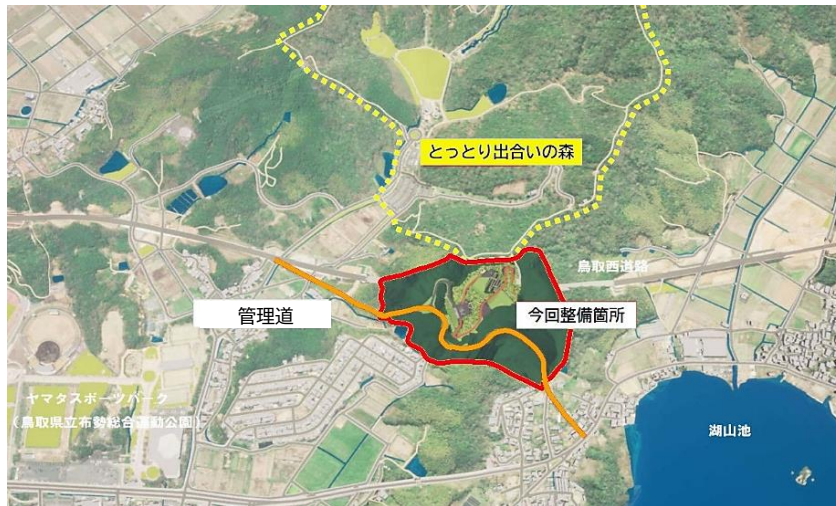 とっとり出合いの森
鳥取西道路
管理道
今回整備箇所
ヤマタスポーツパーク
(鳥取県立布勢総合運動公園)
湖山池